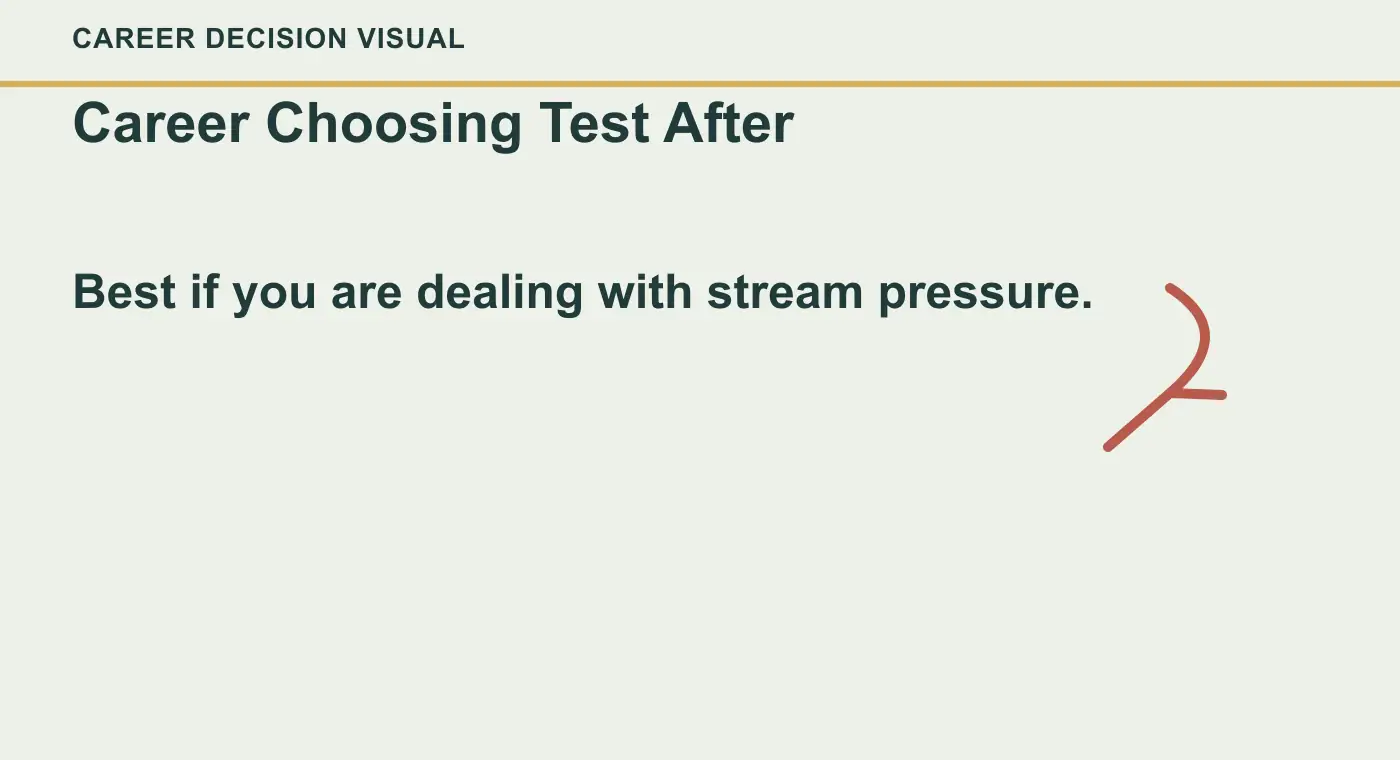 CAREER DECISION VISUAL
Career Choosing Test After
Best if you are dealing with stream pressure.